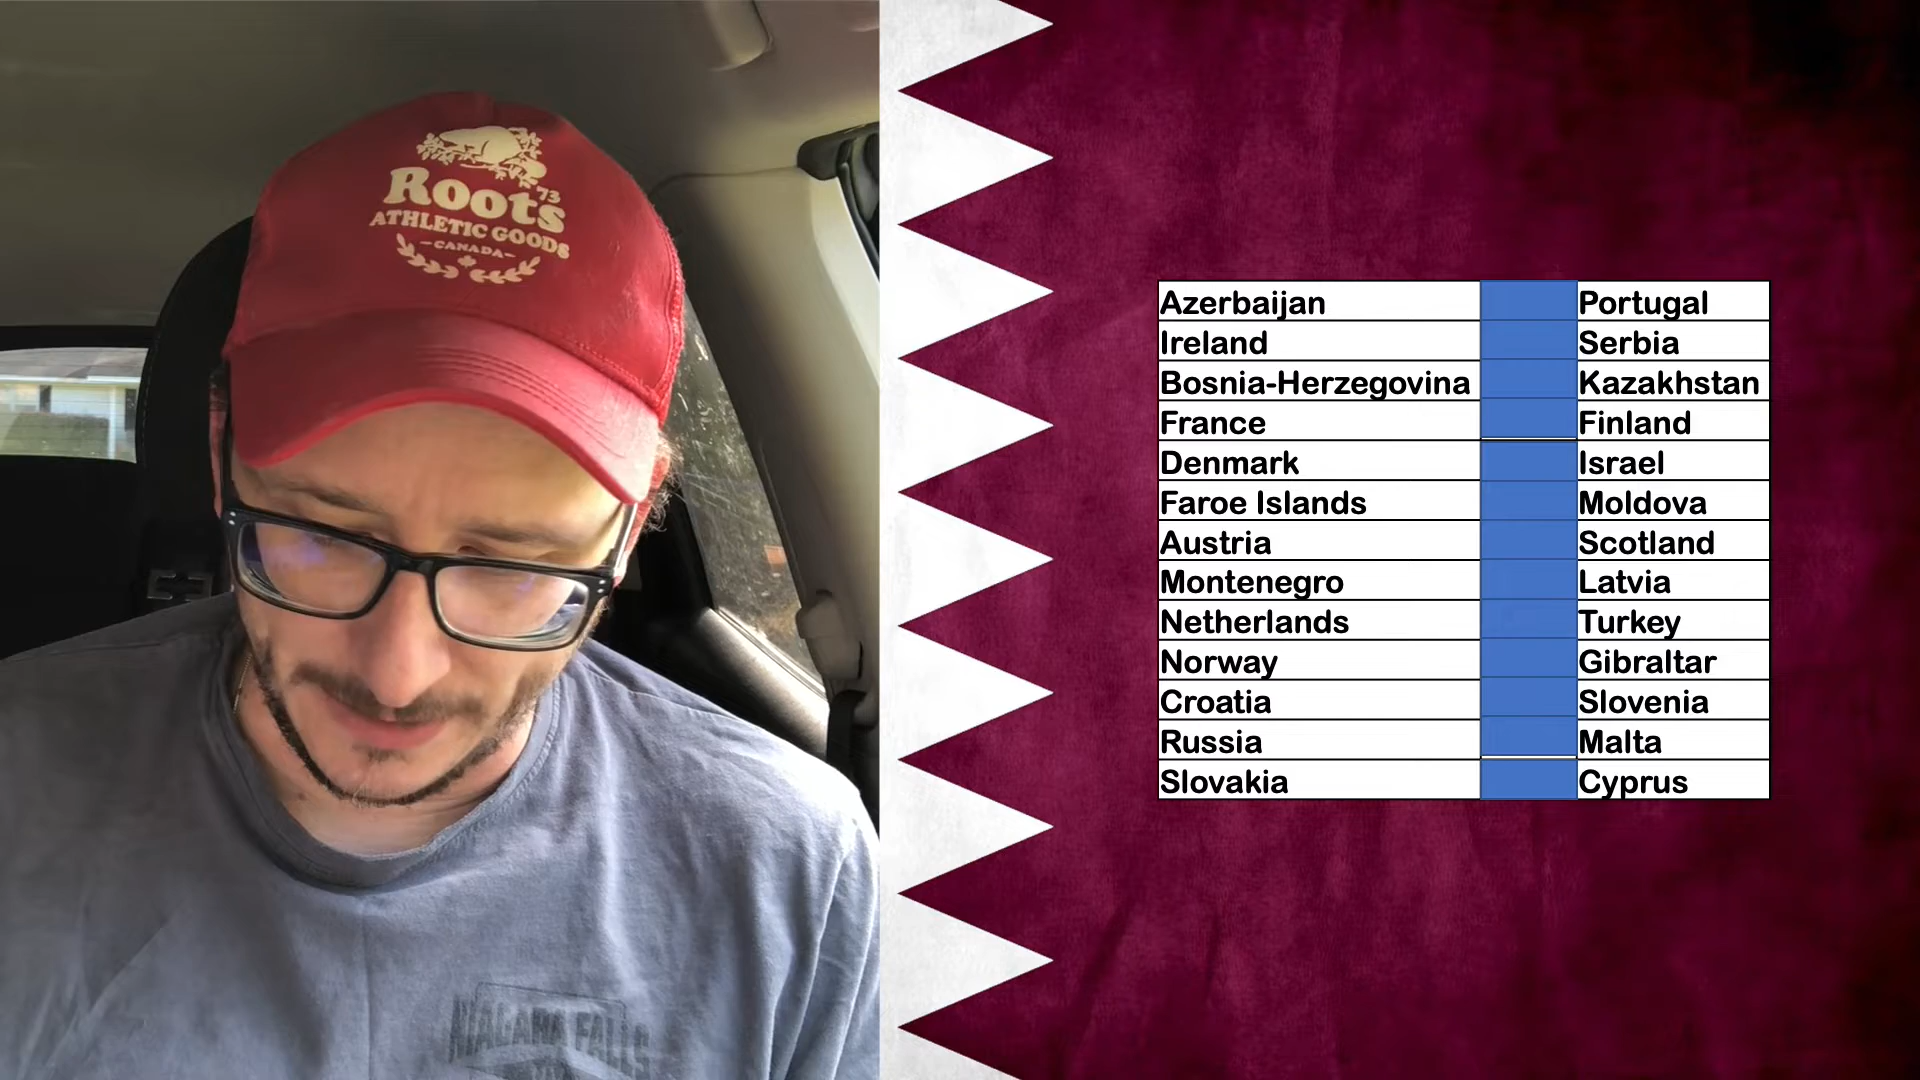 Roots
'73
ATHLETIC GOODS
-CANADA-
NIAGARA FALLS
Azerbaijan Portugal
Ireland Serbia
Bosnia-Herzegovina Kazakhstan
France Finland
Denmark Israel
Faroe Islands Moldova
Austria Scotland
Montenegro Latvia
Netherlands Turkey
Norway Gibraltar
Croatia Slovenia
Russia Malta
Slovakia Cyprus